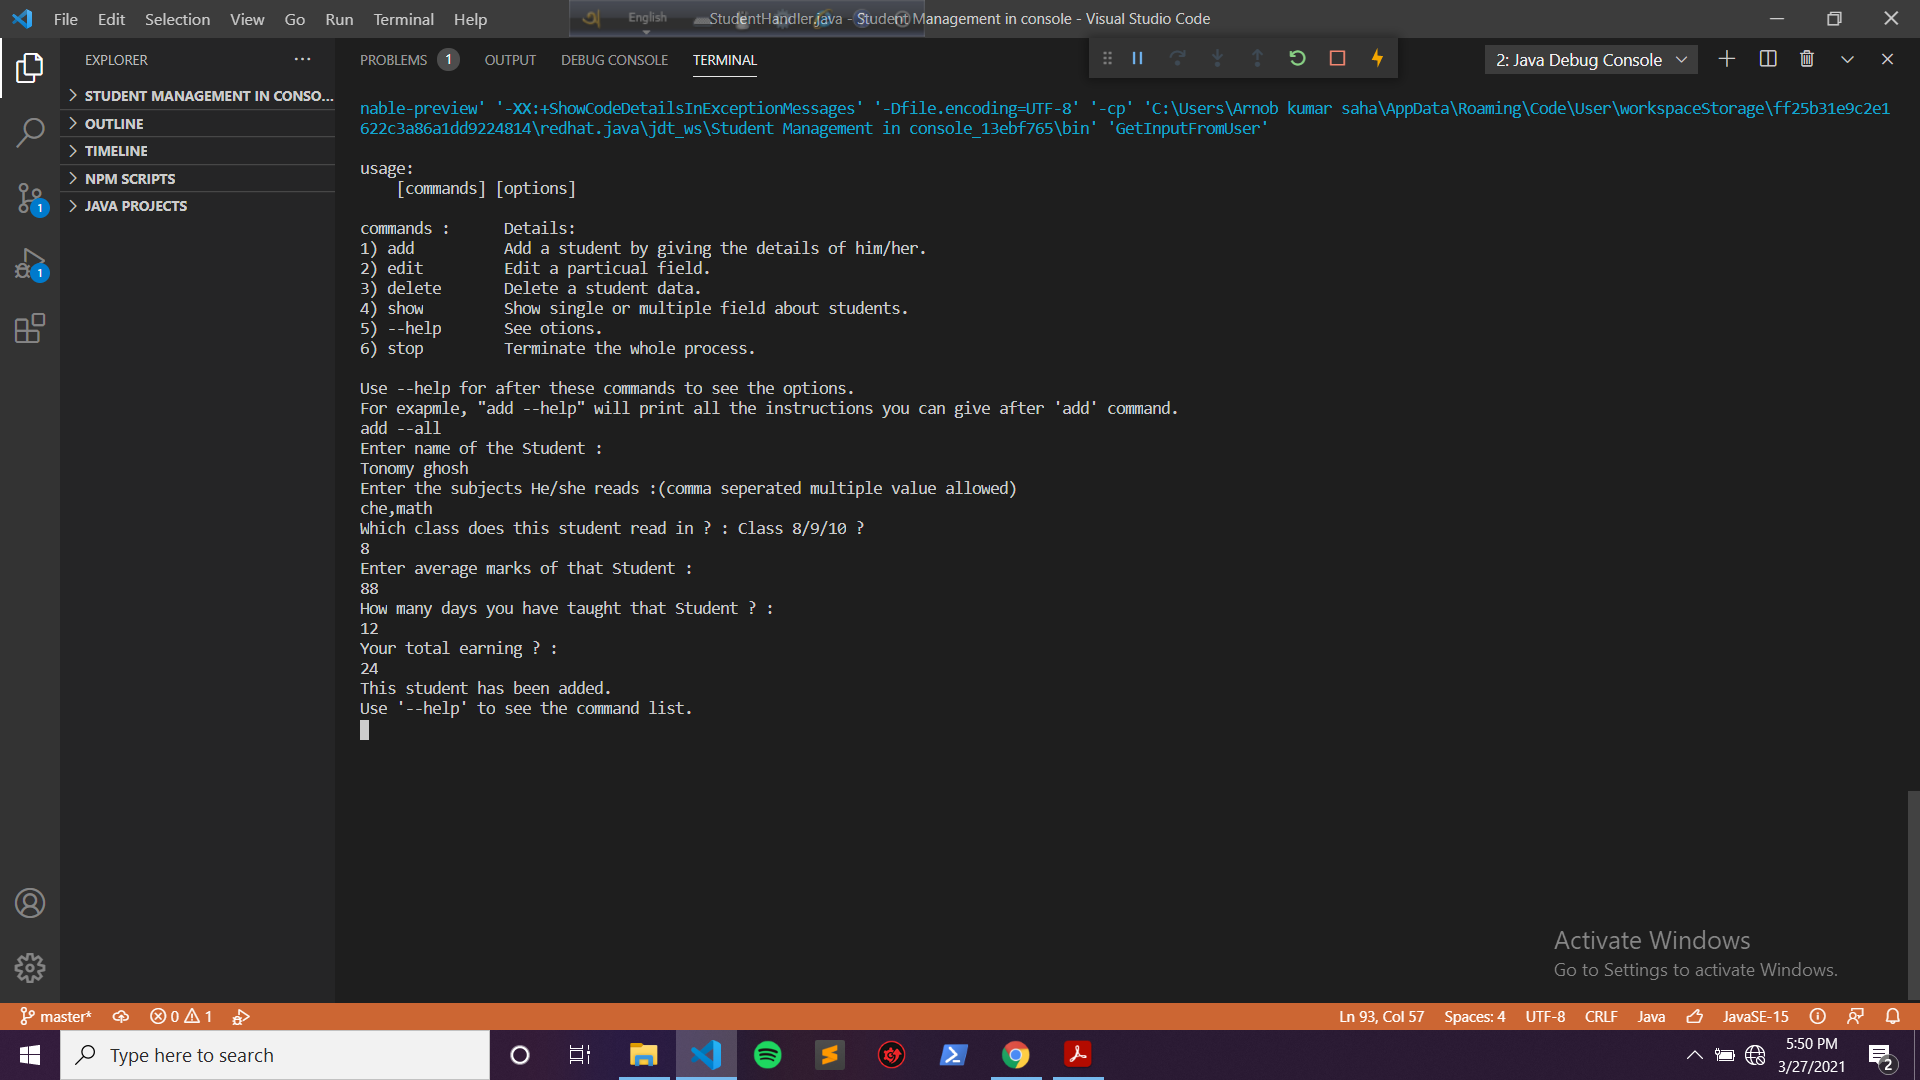 File Edit Selection View Go Run Terminal Help
English
StudentHandler.java - Student Management in console - Visual Studio Code
EXPLORER
STUDENT MANAGEMENT IN CONSO...
OUTLINE
TIMELINE
NPM SCRIPTS
JAVA PROJECTS
1
1
PROBLEMS 1 OUTPUT DEBUG CONSOLE TERMINAL
2: Java Debug Console
nable-preview' '-XX:+ShowCodeDetailsInExceptionMessages' '-Dfile.encoding=UTF-8' '-cp' 'C:\Users\Arnob kumar saha\AppData\Roaming\Code\User\workspaceStorage\ff25b31e9c2e1
622c3a86a1dd9224814\redhat.java\jdt_ws\Student Management in console_13ebf765\bin' 'GetInputFromUser'
usage:
[commands] [options]
commands : Details:
1) add Add a student by giving the details of him/her.
2) edit Edit a particual field.
3) delete Delete a student data.
4) show Show single or multiple field about students.
5) --help See otions.
6) stop Terminate the whole process.
Use --help for after these commands to see the options.
For exapmle, "add --help" will print all the instructions you can give after 'add' command.
add --all
Enter name of the Student :
Tonomy ghosh
Enter the subjects He/she reads :(comma seperated multiple value allowed)
che,math
Which class does this student read in ? : Class 8/9/10 ?
8
Enter average marks of that Student :
88
How many days you have taught that Student ? :
12
Your total earning ? :
24
This student has been added.
Use '--help' to see the command list.
Activate Windows
Go to Settings to activate Windows.
master* 0 1
Ln 93, Col 57 Spaces: 4 UTF-8 CRLF Java JavaSE-15
Type here to search
5:50 PM
3/27/2021
2